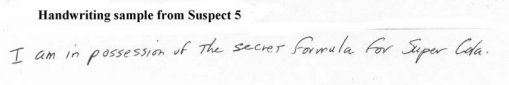 Handwriting sample from Suspect 5
I am in possession of the secret formula for Super Cola.